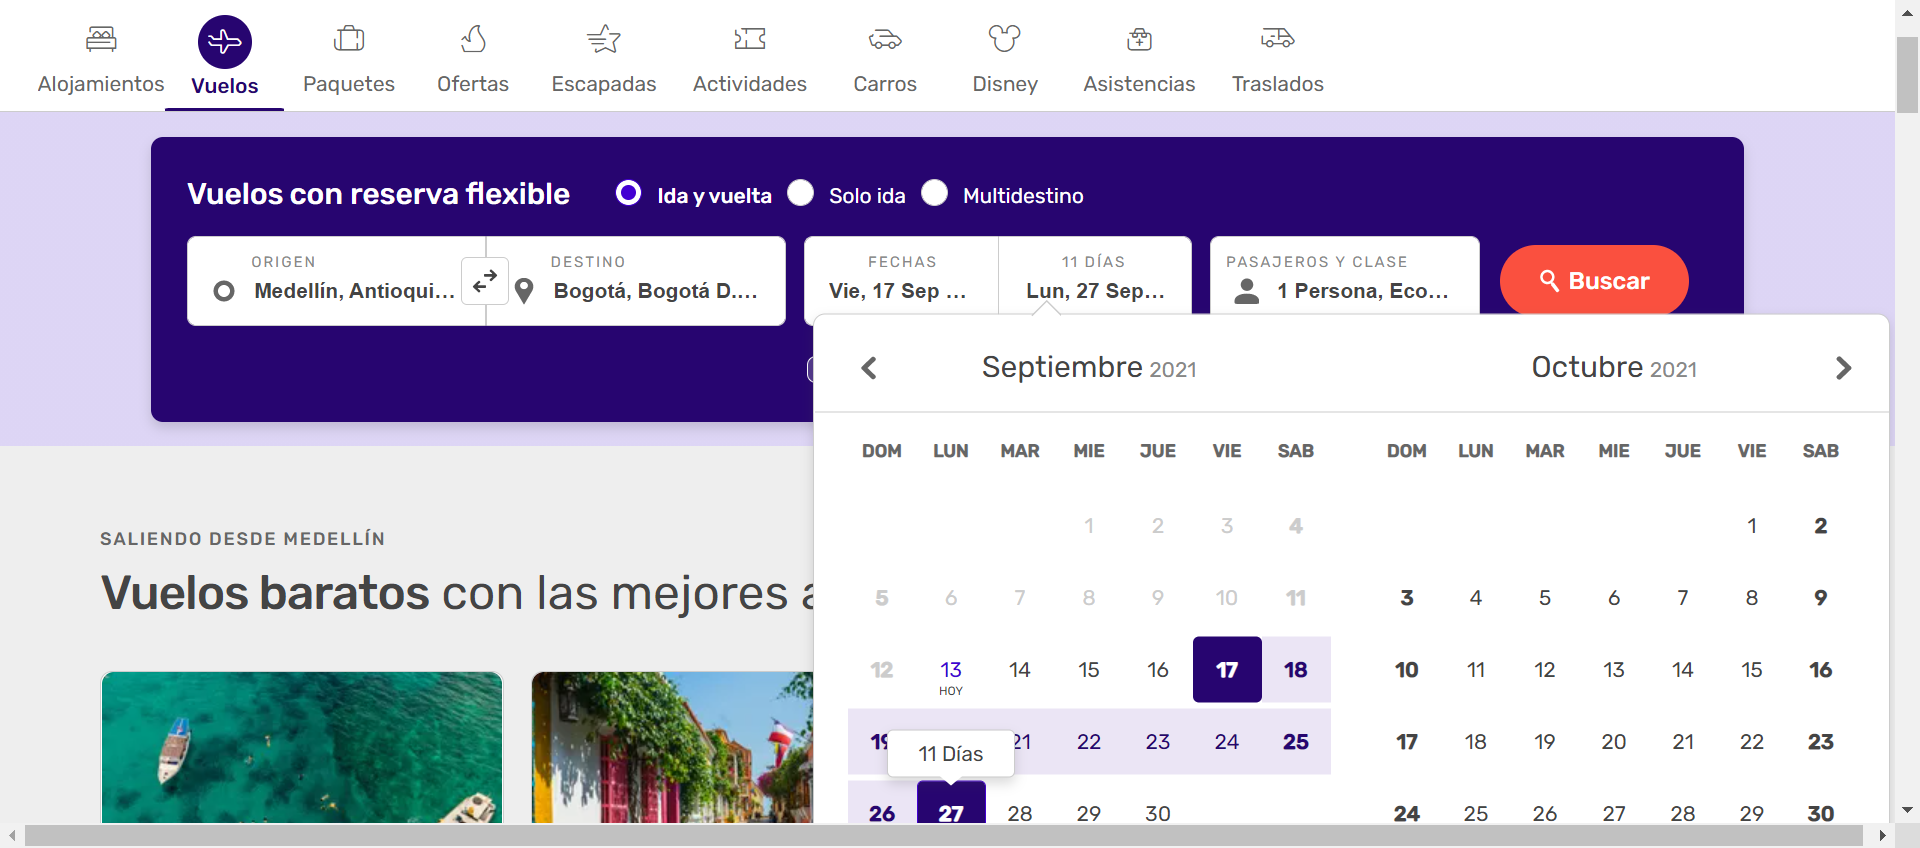 Alojamientos Vuelos Paquetes Ofertas Escapadas Actividades Carros Disney Asistencias Traslados
Vuelos con reserva flexible Ida y vuelta Solo ida Multidestino
ORIGEN DESTINO FECHAS 11 DÍAS PASAJEROS Y CLASE
Medellín, Antioqui... Bogotá, Bogotá D.... Vie, 17 Sep ... Lun, 27 Sep... 1 Persona, Eco... Buscar
Septiembre 2021 Octubre 2021
DOM LUN MAR MIE JUE VIE SAB DOM LUN MAR MIE JUE VIE SAB
1 2 3 4 1 2
5 6 7 8 9 10 11 3 4 5 6 7 8 9
12 13 14 15 16 17 18 10 11 12 13 14 15 16
HOY
19 21 22 23 24 25 17 18 19 20 21 22 23
11 Días
26 27 28 29 30 24 25 26 27 28 29 30
SALIENDO DESDE MEDELLÍN
Vuelos baratos con las mejores a